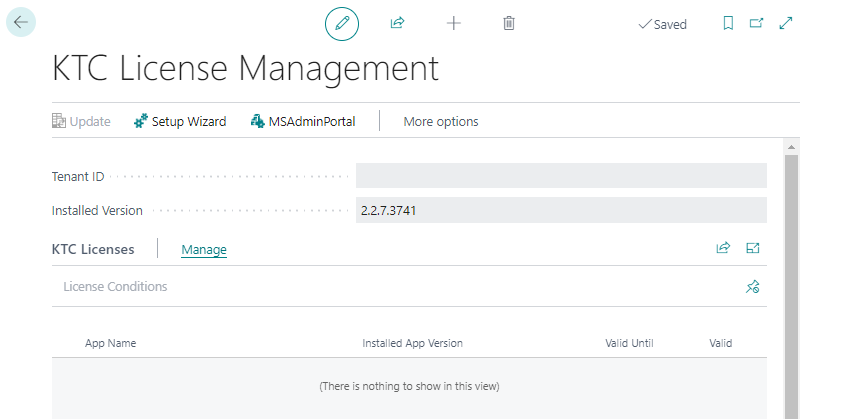 Saved
KTC License Management
Update Setup Wizard MSAdminPortal More options
Tenant ID
Installed Version 2.2.7.3741
KTC Licenses Manage
License Conditions
App Name Installed App Version Valid Until Valid
(There is nothing to show in this view)